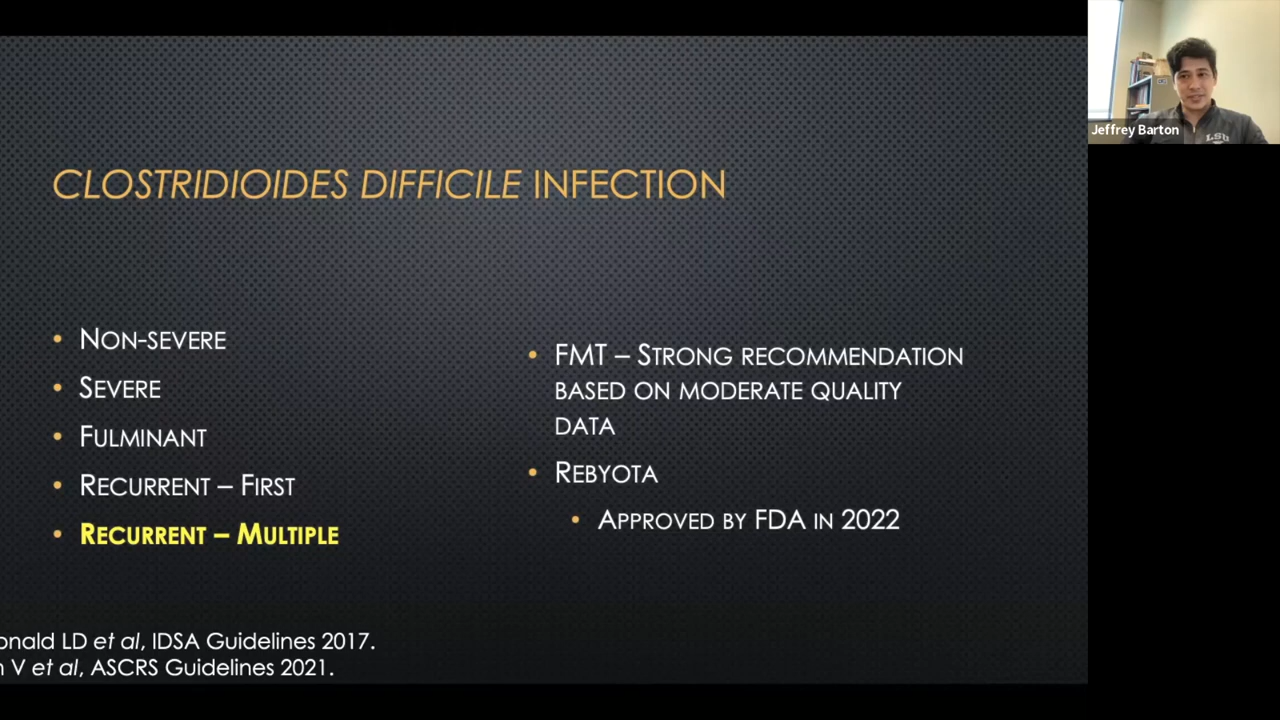 CLOSTRIDIOIDES DIFFICILE INFECTION
NON-SEVERE
SEVERE
FULMINANT
RECURRENT – FIRST
RECURRENT – MULTIPLE
FMT – STRONG RECOMMENDATION
BASED ON MODERATE QUALITY
DATA
REBYOTA
APPROVED BY FDA IN 2022
LD et al, IDSA Guidelines 2017.
V et al, ASCRS Guidelines 2021.
Jeffrey Barton
LSU